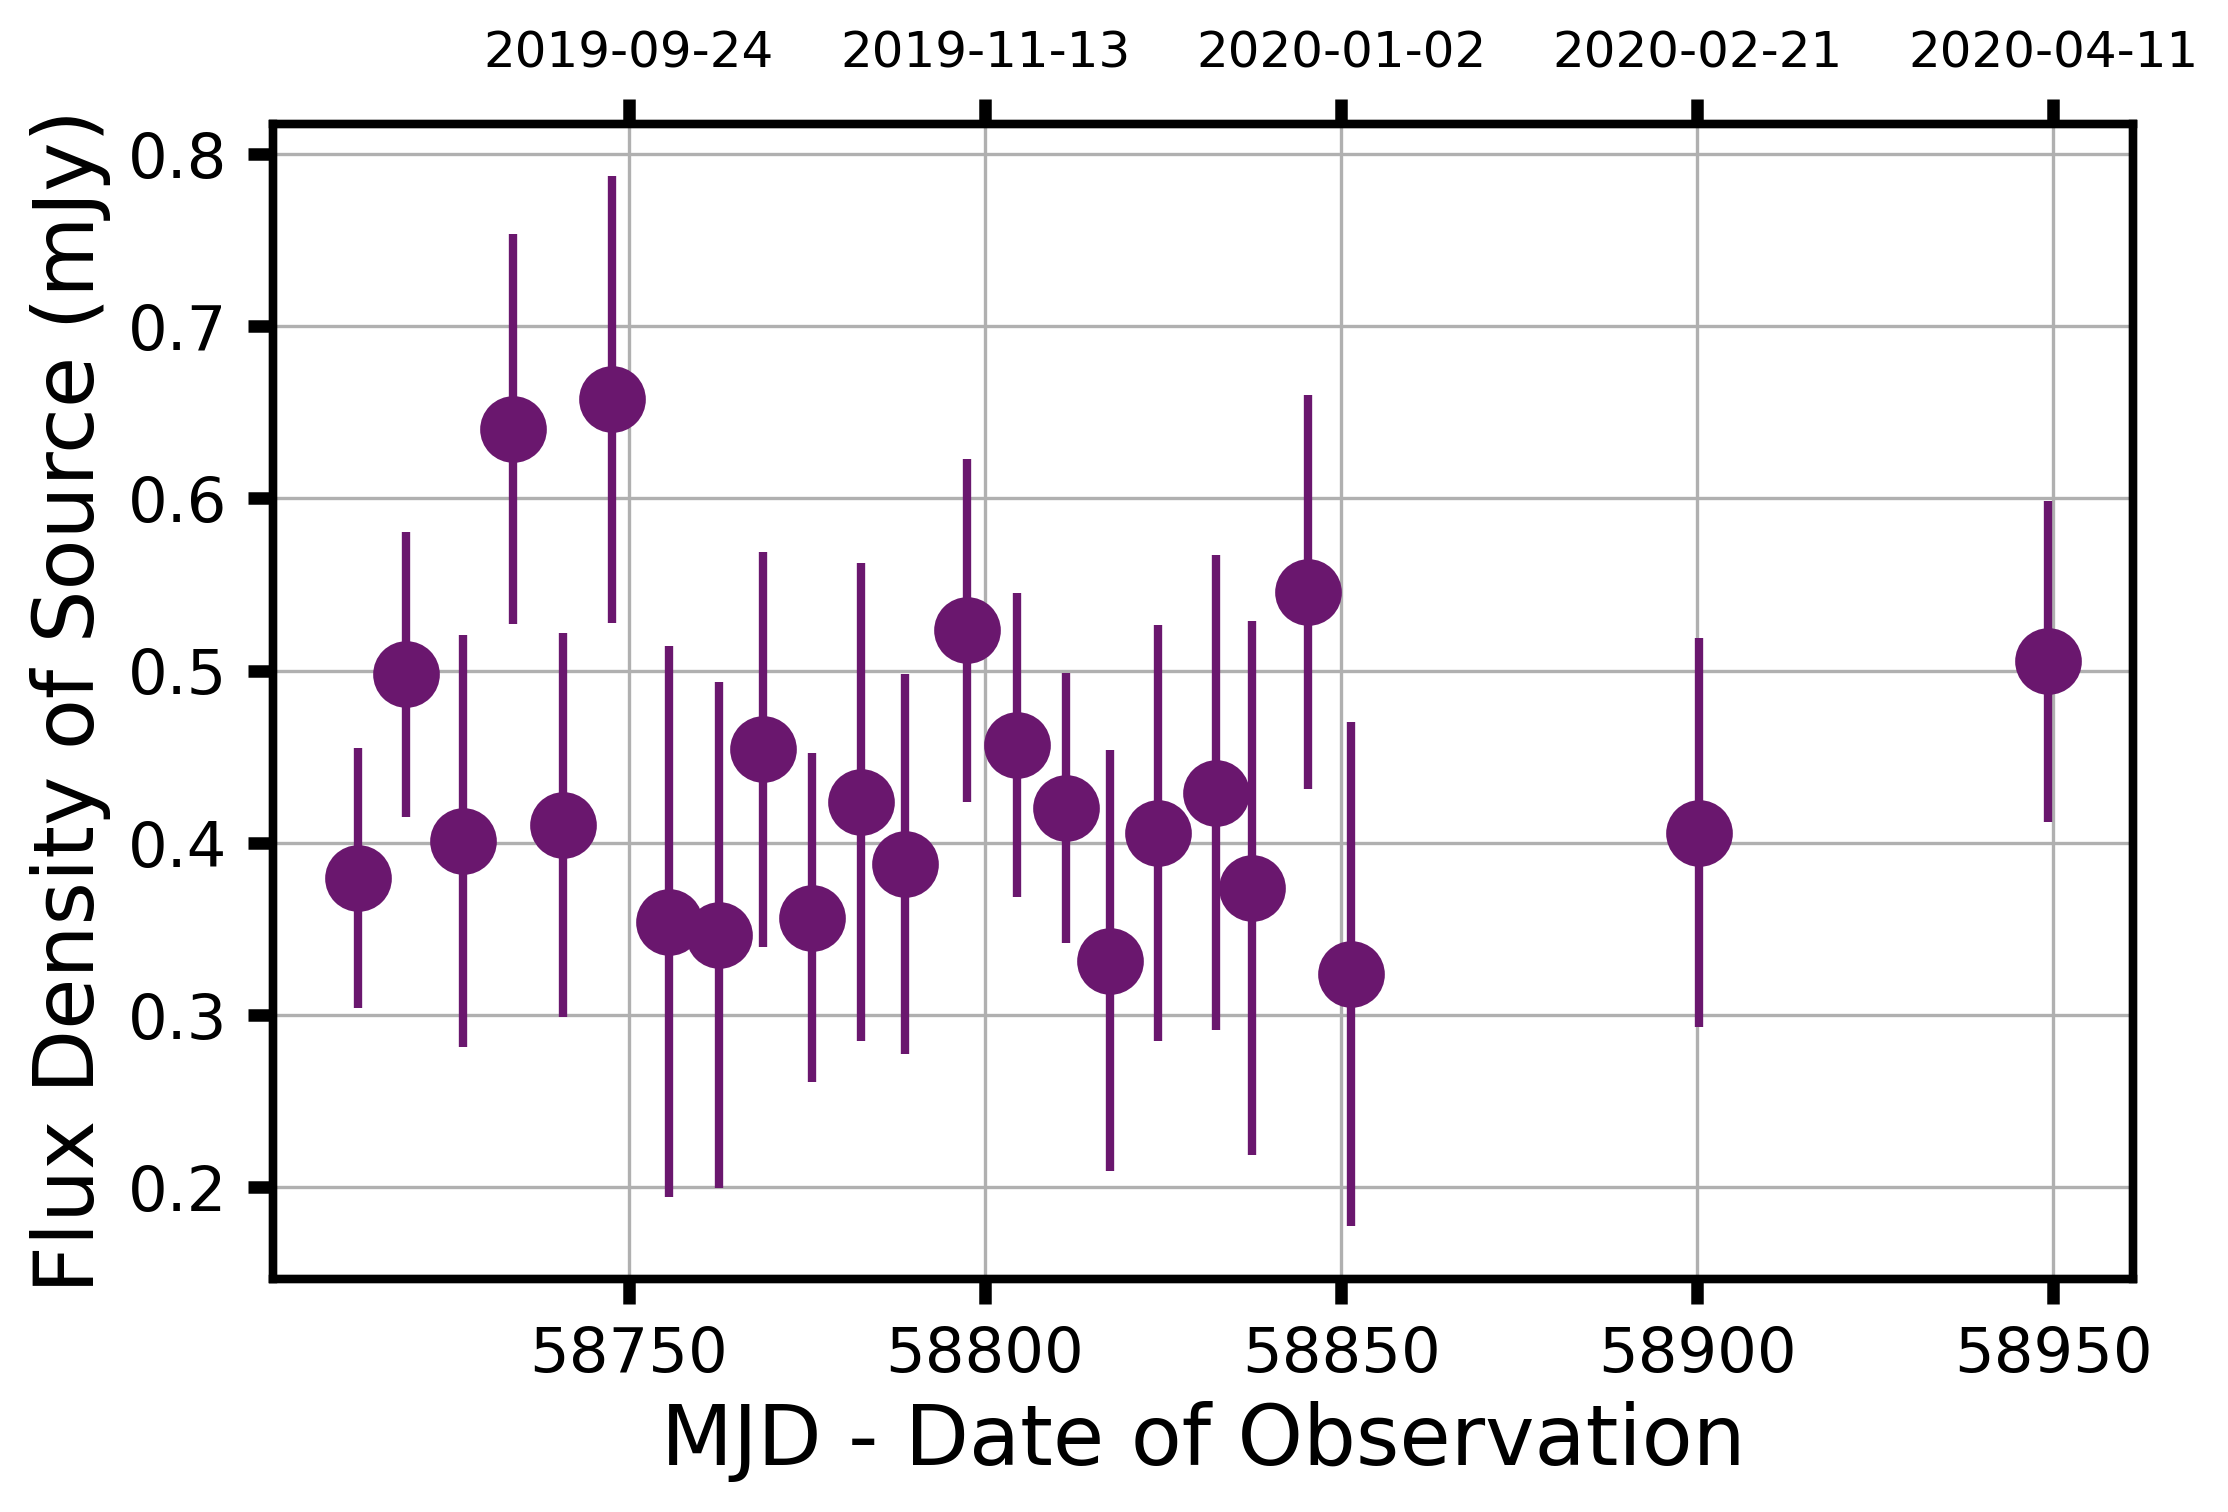 2019-09-24 2019-11-13 2020-01-02 2020-02-21 2020-04-11
Flux Density of Source (mJy)
0.8
0.7
0.6
0.5
0.4
0.3
0.2
58750 58800 58850 58900 58950
MJD - Date of Observation